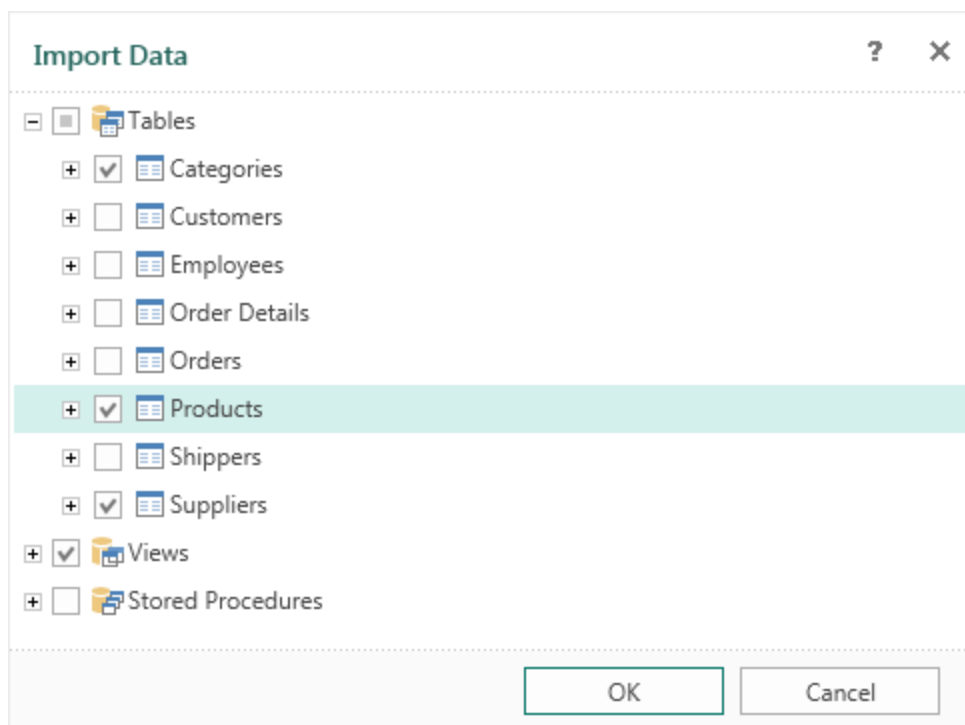 Import Data ?
Tables
Categories
Customers
Employees
Order Details
Orders
Products
Shippers
Suppliers
Views
Stored Procedures
OK Cancel